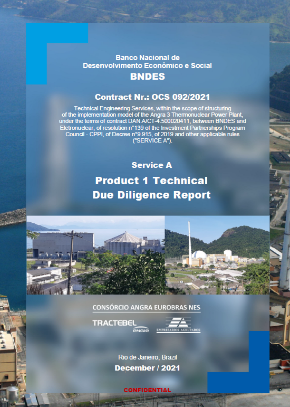 Banco Nacional de
Desenvolvimento Econômico e Social
BNDES
Contract Nr.: OCS 092/2021
Technical Engineering Services, within the scope of structuring
of the implementation model of the Angra 3 Thermonuclear Power Plant,
under the terms of contract DAN.A/CT-4.500020411, between BNDES and
Eletronuclear, of resolution n°139 of the Investment Partnerships Program
Council - CPPI, of Decree n°9.915, of 2019 and other applicable rules
("SERVICE A").
Service A
Product 1 Technical
Due Diligence Report
CONSÓRCIO ANGRA EUROBRAS NES
TRACTEBEL
ENGIE
Rio de Janeiro, Brazil
December / 2021
CONFIDENTIAL